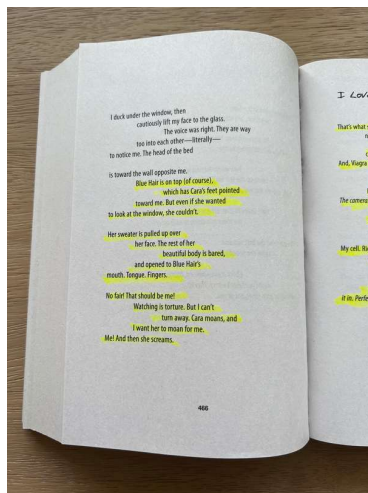 I duck under the window, then
cautiously lift my face to the glass.
The voice was right. They are way
too into each other—literally—
to notice me. The head of the bed
is toward the wall opposite me.
Blue Hair is on top (of course),
which has Cara's feet pointed
toward me. But even if she wanted
to look at the window, she couldn't.
Her sweater is pulled up over
her face. The rest of her
beautiful body is bared,
and opened to Blue Hair's
mouth. Tongue. Fingers.
No fair! That should be me!
Watching is torture. But I can't
turn away. Cara moans, and
I want her to moan for me.
Me! And then she screams.
466
I
That's what
And, Viagra
The camera
My cell.
it in.